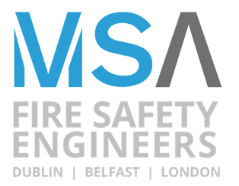 MSA
FIRE SAFETY
ENGINEERS
DUBLIN | BELFAST | LONDON